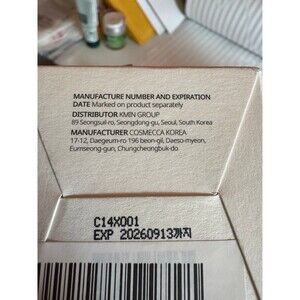 MANUFACTURE NUMBER AND EXPIRATION
DATE Marked on product separately
DISTRIBUTOR KMIN GROUP
89 Seongsuil-ro, Seongdong-gu, Seoul, South Korea
MANUFACTURER COSMECCA KOREA
17-12, Daegeum-ro 196 beon-gil, Daeso-myeon,
Eumseong-gun, Chungcheongbuk-do
C14X001
EXP 20260913까지